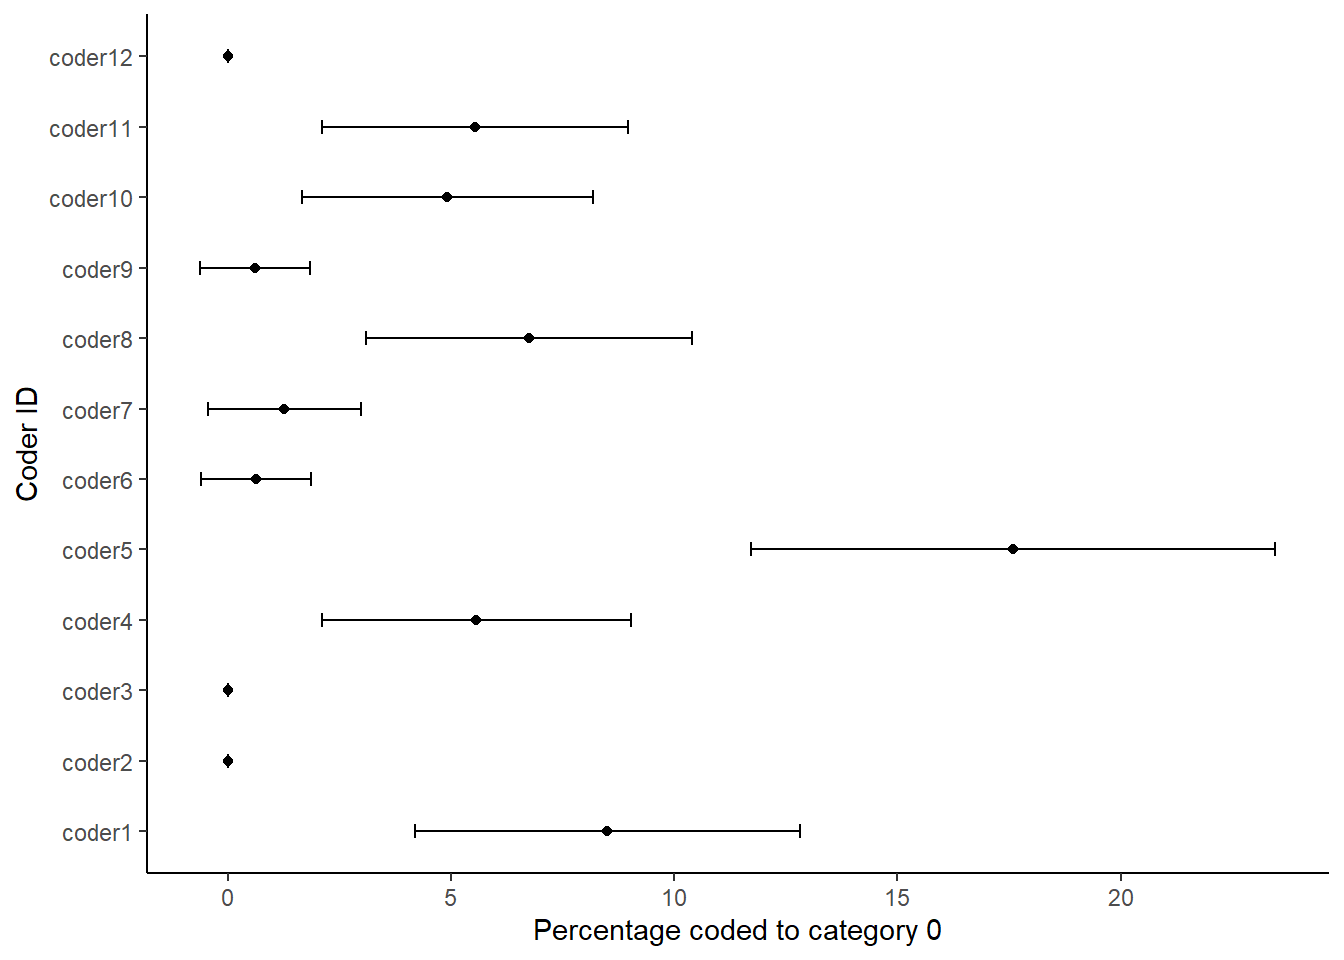 coder12
coder11
coder10
coder9
coder8
coder7
coder6
coder5
coder4
coder3
coder2
coder1
Coder ID
0 5 10 15 20
Percentage coded to category 0